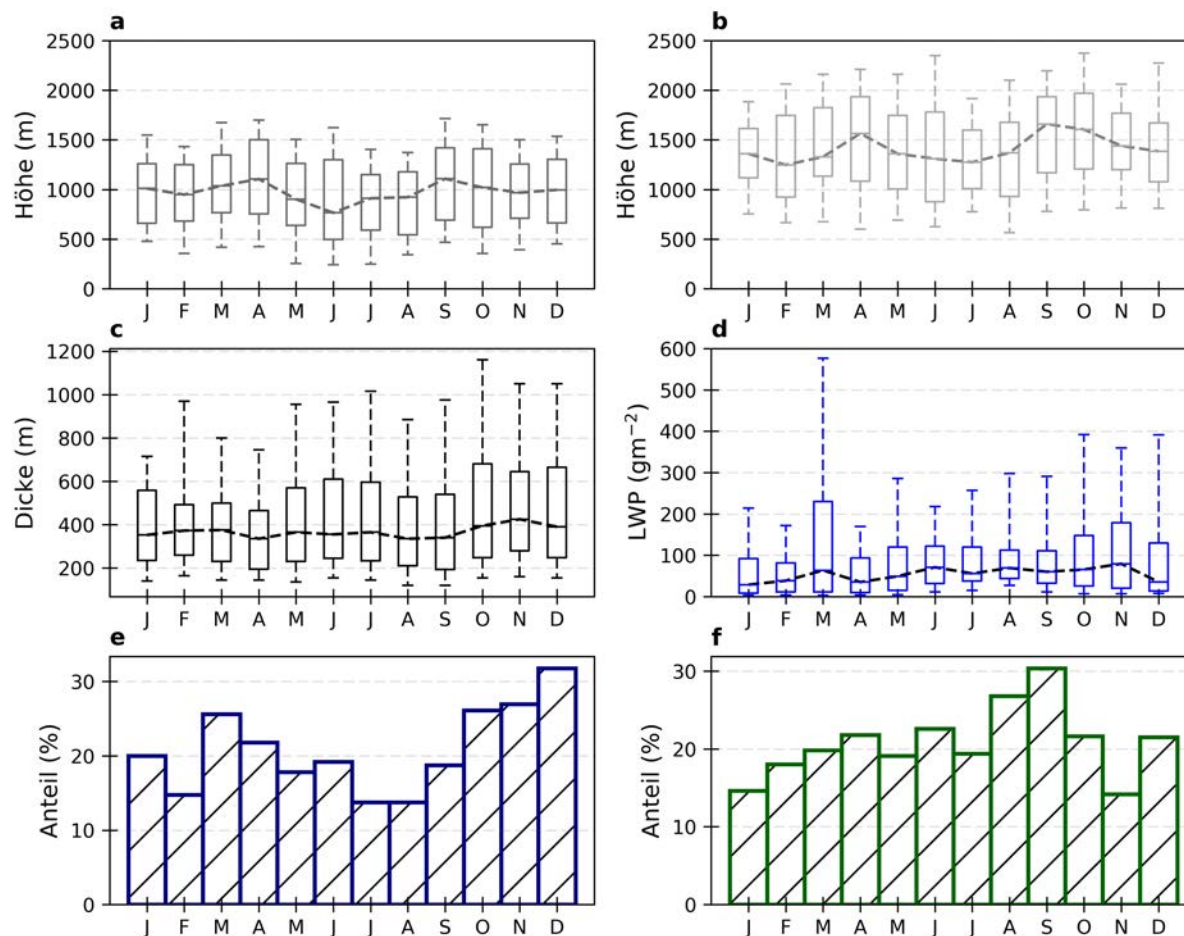 a
2500
2000
1500
1000
500
0
Höhe (m)
J F M A M J J A S O N D
b
2500
2000
1500
1000
500
0
Höhe (m)
J F M A M J J A S O N D
c
1200
1000
800
600
400
200
Dicke (m)
J F M A M J J A S O N D
d
600
500
400
300
200
100
0
LWP (gm⁻²)
J F M A M J J A S O N D
e
30
20
10
0
Anteil (%)
J F M A M J J A S O N D
f
30
20
10
0
Anteil (%)
J F M A M J J A S O N D